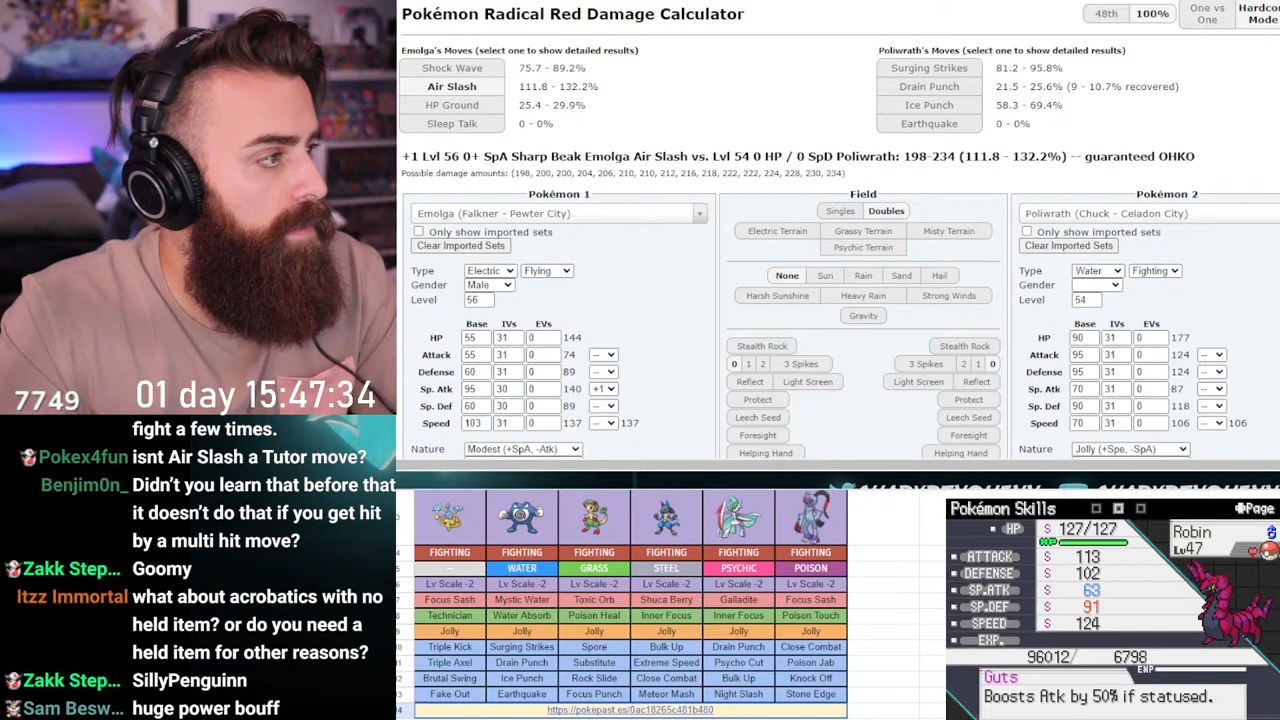 Pokémon Radical Red Damage Calculator
48th
100%
One vs One
Hardcore Mode
Emolga's Moves (select one to show detailed results)
Shock Wave 75.7 - 89.2%
Air Slash 111.8 - 132.2%
HP Ground 25.4 - 29.9%
Sleep Talk 0 - 0%
Poliwrath's Moves (select one to show detailed results)
Surging Strikes 81.2 - 95.8%
Drain Punch 21.5 - 25.6% (9 - 10.7% recovered)
Ice Punch 58.3 - 69.4%
Earthquake 0 - 0%
+1 Lvl 56 0+ SpA Sharp Beak Emolga Air Slash vs. Lvl 54 0 HP / 0 SpD Poliwrath: 198-234 (111.8 - 132.2%) -- guaranteed OHKO
Possible damage amounts: (198, 200, 200, 204, 206, 210, 210, 212, 216, 218, 222, 222, 224, 228, 230, 234)
Pokémon 1
Emolga (Falkner - Pewter City)
Only show imported sets
Clear Imported Sets
Type Electric Flying
Gender Male
Level 56
Base IVs EVs
HP 55 31 0 144
Attack 55 31 0 74 --
Defense 60 31 0 89 --
Sp. Atk 95 30 0 140 +1
Sp. Def 60 30 0 89 --
Speed 103 31 0 137 -- 137
Nature Modest (+SpA, -Atk)
Field
Singles Doubles
Electric Terrain Grassy Terrain Misty Terrain
Psychic Terrain
None Sun Rain Sand Hail
Harsh Sunshine Heavy Rain Strong Winds
Gravity
Stealth Rock Stealth Rock
0 1 2 3 Spikes 3 Spikes 2 1 0
Reflect Light Screen Light Screen Reflect
Protect Protect
Leech Seed Leech Seed
Foresight Foresight
Helping Hand Helping Hand
Pokémon 2
Poliwrath (Chuck - Celadon City)
Only show imported sets
Clear Imported Sets
Type Water Fighting
Gender
Level 54
Base IVs EVs
HP 90 31 0 177
Attack 95 31 0 124 --
Defense 95 31 0 124 --
Sp. Atk 70 31 0 87 --
Sp. Def 90 31 0 118 --
Speed 70 31 0 106 -- 106
Nature Jolly (+Spe, -SpA)
7749
01 day 15:47:34
fight a few times.
Pokex4fun isnt Air Slash a Tutor move?
Benjim0n_ Didn't you learn that before that
it doesn't do that if you get hit
by a multi hit move?
Zakk Step... Goomy
Itzz Immortal what about acrobatics with no
held item? or do you need a
held item for other reasons?
Zakk Step... SillyPenguinn
Sam Besw... huge power bouff
FIGHTING FIGHTING FIGHTING FIGHTING FIGHTING FIGHTING
— WATER GRASS STEEL PSYCHIC POISON
Lv Scale -2 Lv Scale -2 Lv Scale -2 Lv Scale -2 Lv Scale -2 Lv Scale -2
Focus Sash Mystic Water Toxic Orb Shuca Berry Galladite Focus Sash
Technician Water Absorb Poison Heal Inner Focus Inner Focus Poison Touch
Jolly Jolly Jolly Jolly Jolly Jolly
Triple Kick Surging Strikes Spore Bulk Up Drain Punch Close Combat
Triple Axel Drain Punch Substitute Extreme Speed Psycho Cut Poison Jab
Brutal Swing Ice Punch Rock Slide Close Combat Bulk Up Knock Off
Fake Out Earthquake Focus Punch Meteor Mash Night Slash Stone Edge
https://pokepast.es/0ac18265c481b480
Pokémon Skills
Page
HP S 127/127
HP
ATTACK S 113
DEFENSE S 102
SP.ATK S 63
SP.DEF S 91
SPEED S 124
EXP.
96012 / 6798
EXP
Robin
Lv47
Guts
Boosts Atk by 50% if statused.